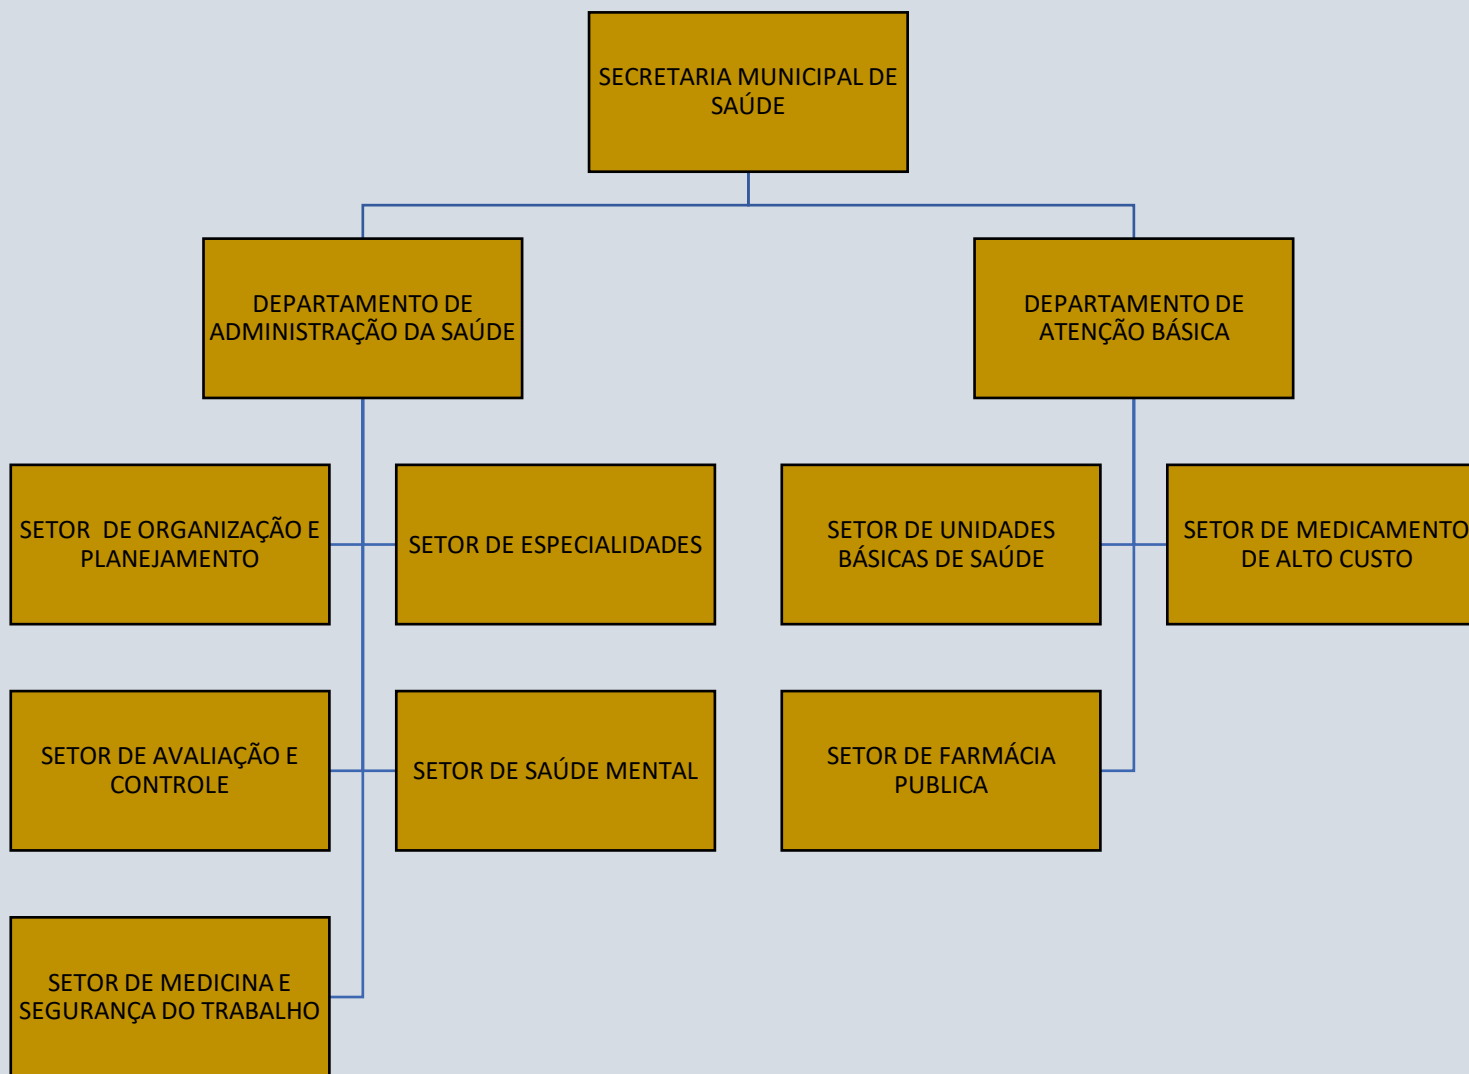 SECRETARIA MUNICIPAL DE
SAÚDE
DEPARTAMENTO DE
ADMINISTRAÇÃO DA SAÚDE
DEPARTAMENTO DE
ATENÇÃO BÁSICA
SETOR  DE ORGANIZAÇÃO E
PLANEJAMENTO
SETOR DE ESPECIALIDADES
SETOR DE UNIDADES
BÁSICAS DE SAÚDE
SETOR DE MEDICAMENTO
DE ALTO CUSTO
SETOR DE AVALIAÇÃO E
CONTROLE
SETOR DE SAÚDE MENTAL
SETOR DE FARMÁCIA
PUBLICA
SETOR DE MEDICINA E
SEGURANÇA DO TRABALHO